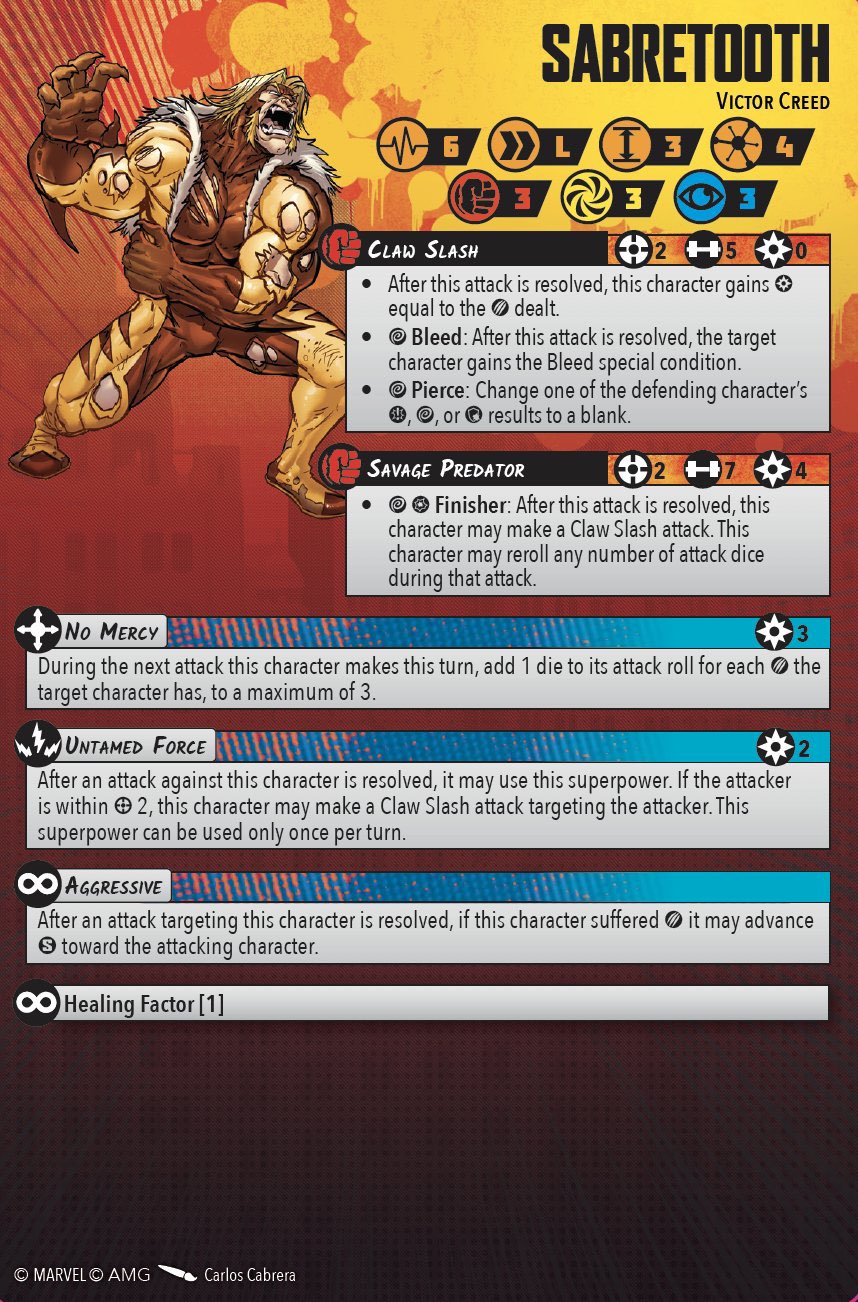 SABRETOOTH
VICTOR CREED
6 L 3 4
3 3 3
CLAW SLASH 2 5 0
• After this attack is resolved, this character gains
equal to the dealt.
• Bleed: After this attack is resolved, the target
character gains the Bleed special condition.
• Pierce: Change one of the defending character's
, , or results to a blank.
SAVAGE PREDATOR 2 7 4
• Finisher: After this attack is resolved, this
character may make a Claw Slash attack. This
character may reroll any number of attack dice
during that attack.
NO MERCY 3
During the next attack this character makes this turn, add 1 die to its attack roll for each the
target character has, to a maximum of 3.
UNTAMED FORCE 2
After an attack against this character is resolved, it may use this superpower. If the attacker
is within 2, this character may make a Claw Slash attack targeting the attacker. This
superpower can be used only once per turn.
AGGRESSIVE
After an attack targeting this character is resolved, if this character suffered it may advance
S toward the attacking character.
Healing Factor [1]
© MARVEL © AMG Carlos Cabrera